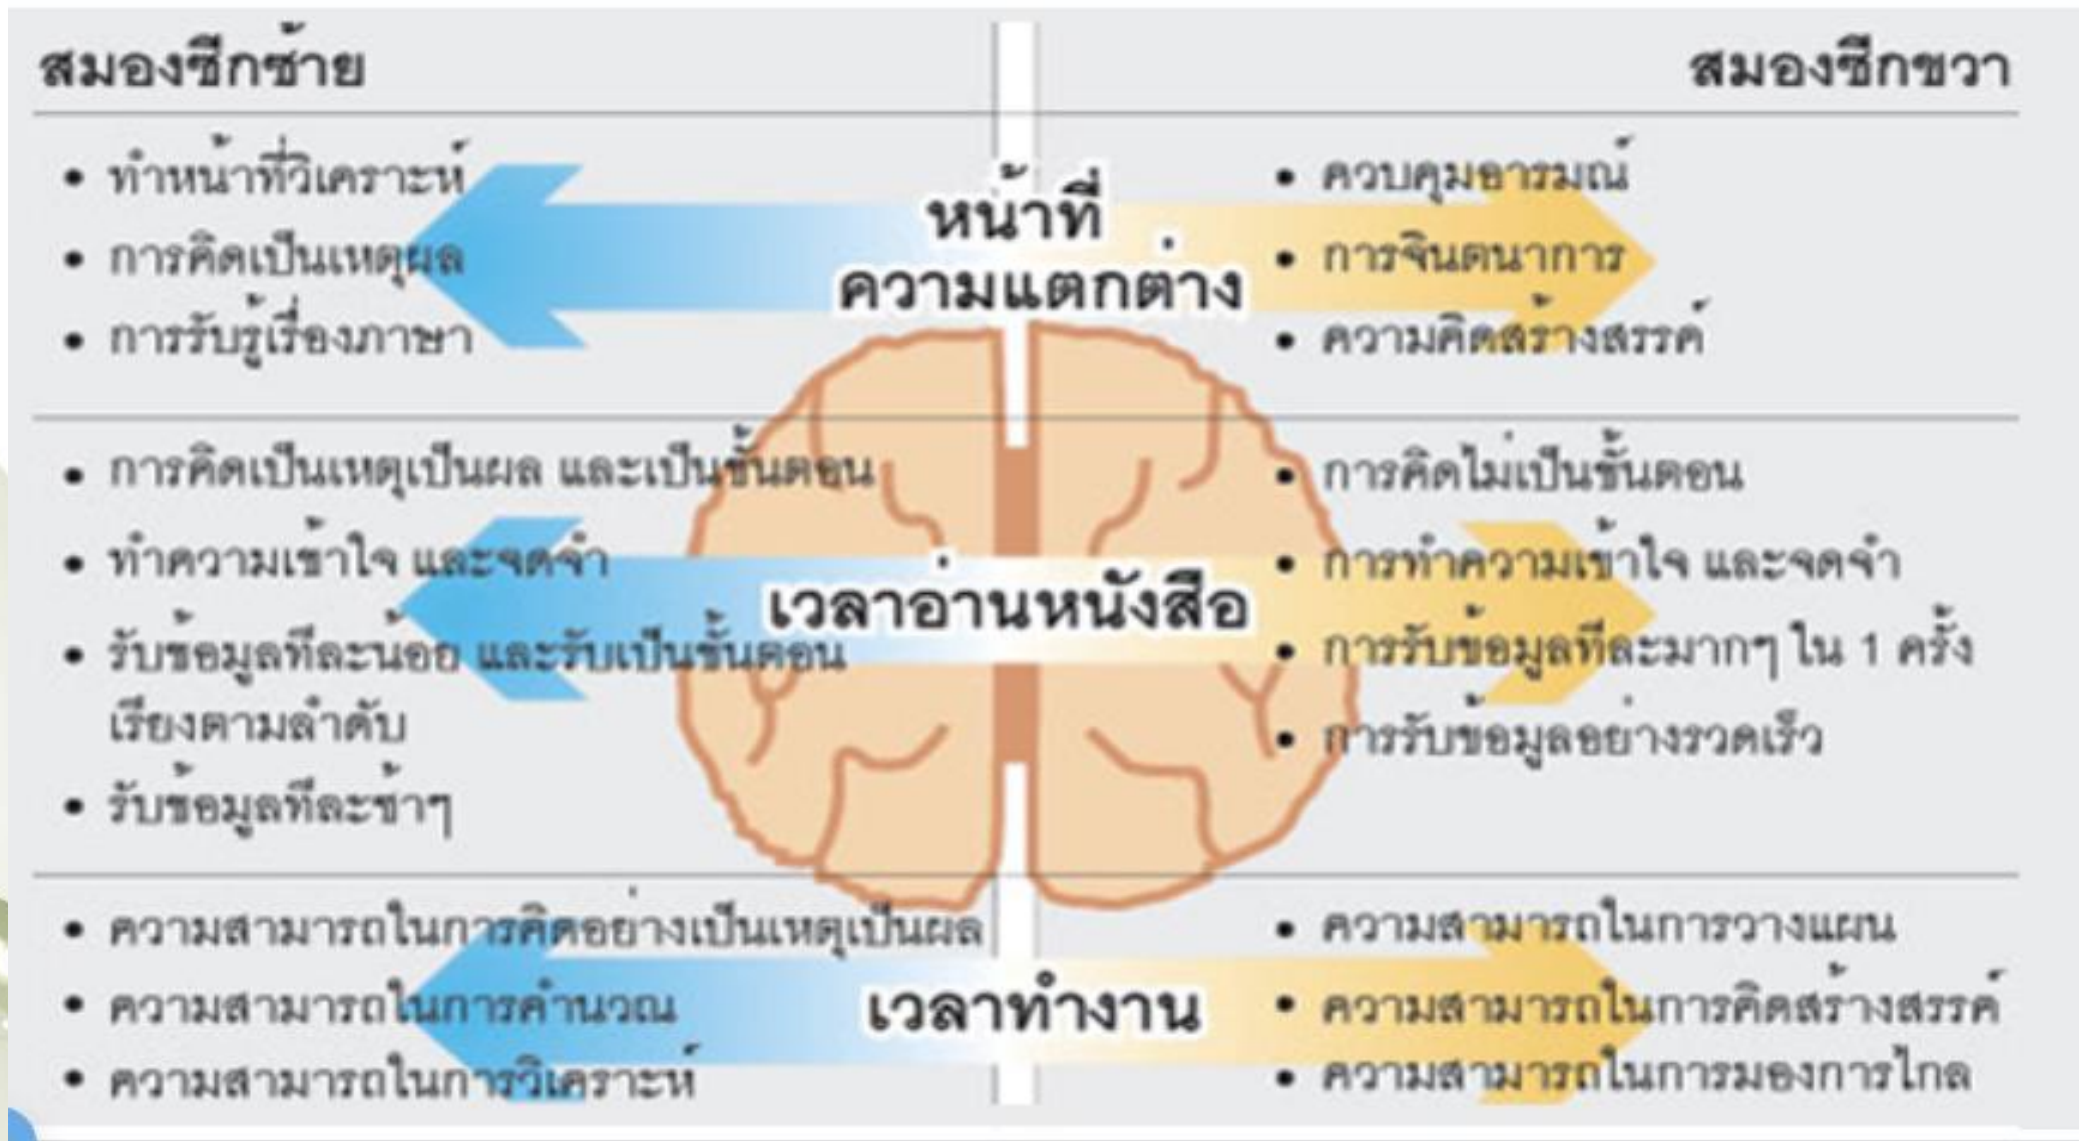 สมองซีกซ้าย
สมองซีกขวา
หน้าที่
ความแตกต่าง
• ทำหน้าที่วิเคราะห์
• การคิดเป็นเหตุผล
• การรับรู้เรื่องภาษา
• ควบคุมอารมณ์
• การจินตนาการ
• ความคิดสร้างสรรค์
เวลาอ่านหนังสือ
• การคิดเป็นเหตุเป็นผล และเป็นขั้นตอน
• ทำความเข้าใจ และจดจำ
• รับข้อมูลทีละน้อย และรับเป็นขั้นตอน
เรียงตามลำดับ
• รับข้อมูลทีละช้าๆ
• การคิดไม่เป็นขั้นตอน
• การทำความเข้าใจ และจดจำ
• การรับข้อมูลทีละมากๆ ใน 1 ครั้ง
• การรับข้อมูลอย่างรวดเร็ว
เวลาทำงาน
• ความสามารถในการคิดอย่างเป็นเหตุเป็นผล
• ความสามารถในการคำนวณ
• ความสามารถในการวิเคราะห์
• ความสามารถในการวางแผน
• ความสามารถในการคิดสร้างสรรค์
• ความสามารถในการมองการไกล